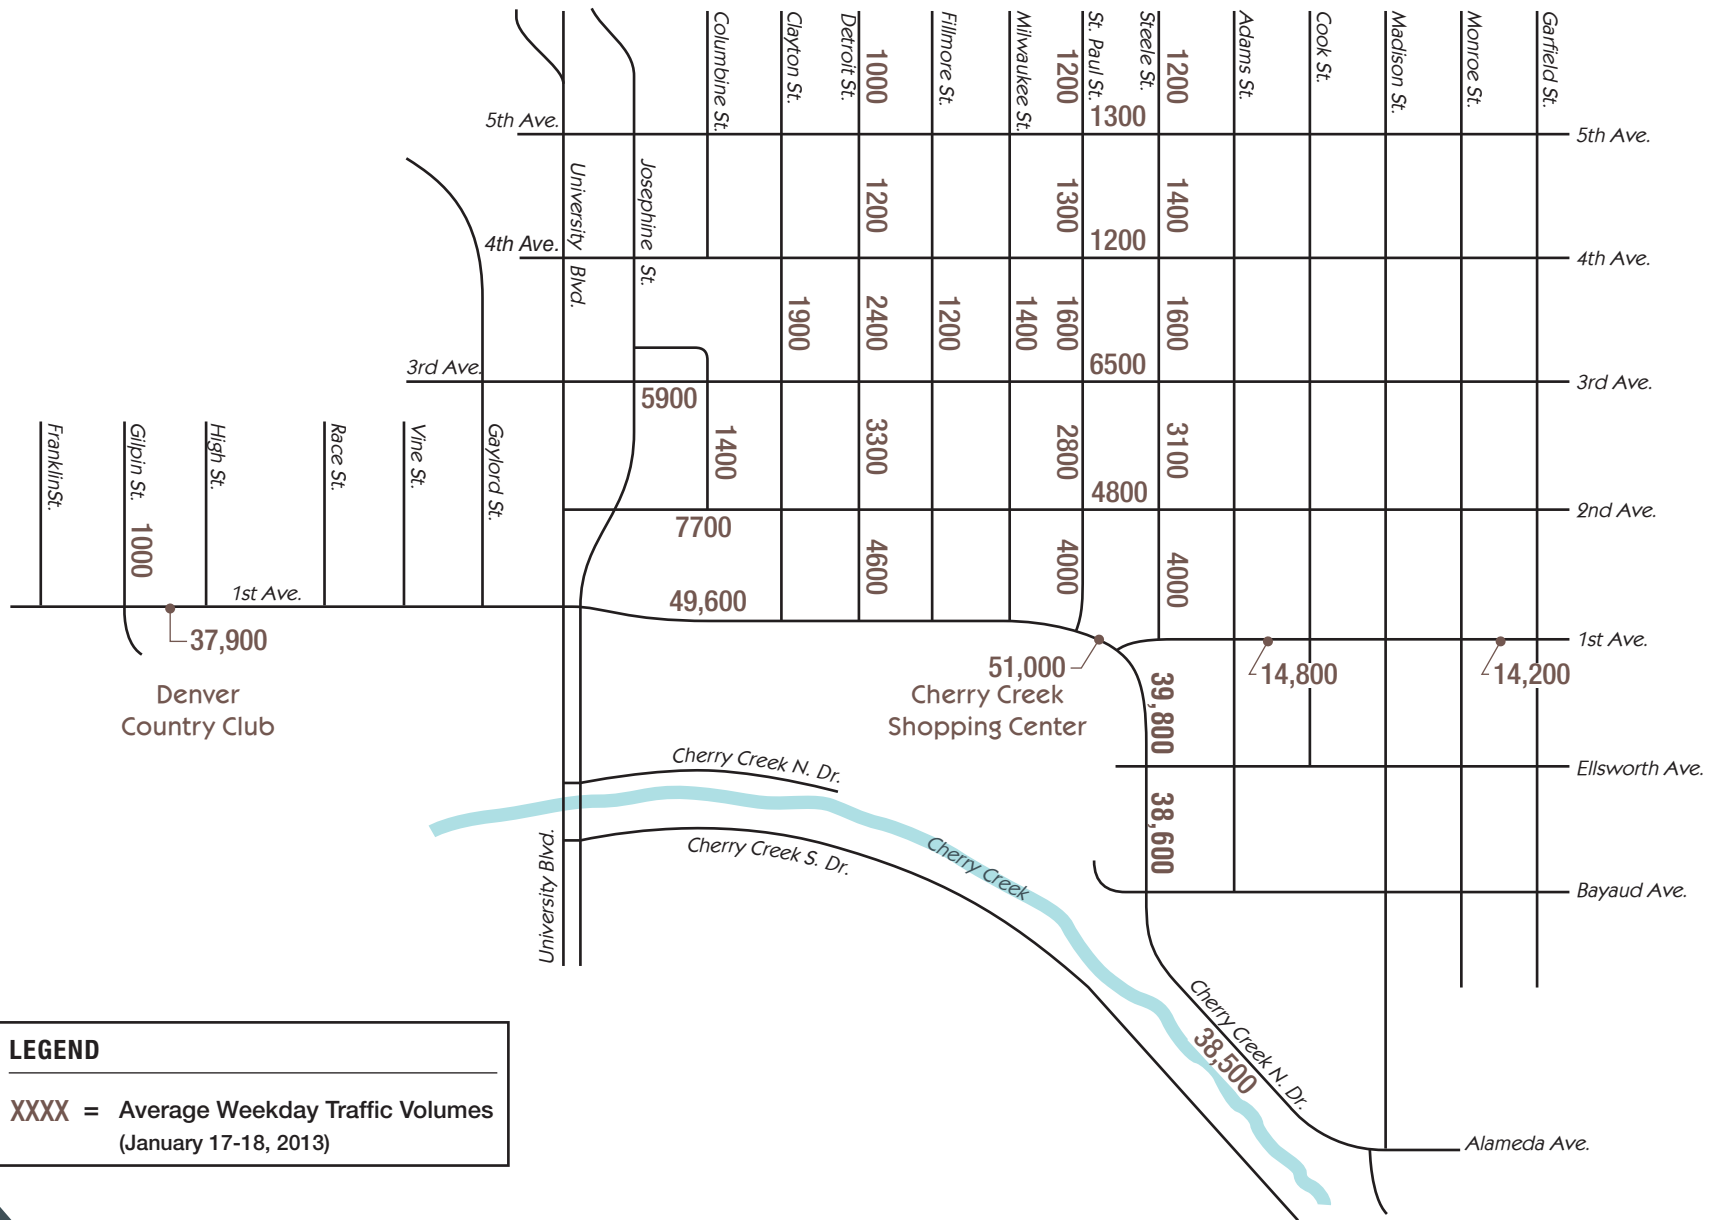 Columbine St.
Clayton St.
Detroit St.
1000
Fillmore St.
Milwaukee St.
1200
St. Paul St.
Steele St.
1200
Adams St.
Cook St.
Madison St.
Monroe St.
Garfield St.
5th Ave.
1300
5th Ave.
University Blvd.
Josephine St.
1200
1300
1400
4th Ave.
1200
4th Ave.
1900
2400
1200
1400
1600
1600
3rd Ave.
6500
3rd Ave.
5900
FranklinSt.
Gilpin St.
High St.
Race St.
Vine St.
Gaylord St.
1400
3300
2800
3100
4800
2nd Ave.
7700
1000
4600
4000
4000
1st Ave.
49,600
37,900
51,000
1st Ave.
14,800
14,200
Denver
Country Club
Cherry Creek
Shopping Center
39,800
Cherry Creek N. Dr.
Ellsworth Ave.
38,600
University Blvd.
Cherry Creek S. Dr.
Cherry Creek
Bayaud Ave.
Cherry Creek N. Dr.
38,500
Alameda Ave.
LEGEND
XXXX = Average Weekday Traffic Volumes
(January 17-18, 2013)